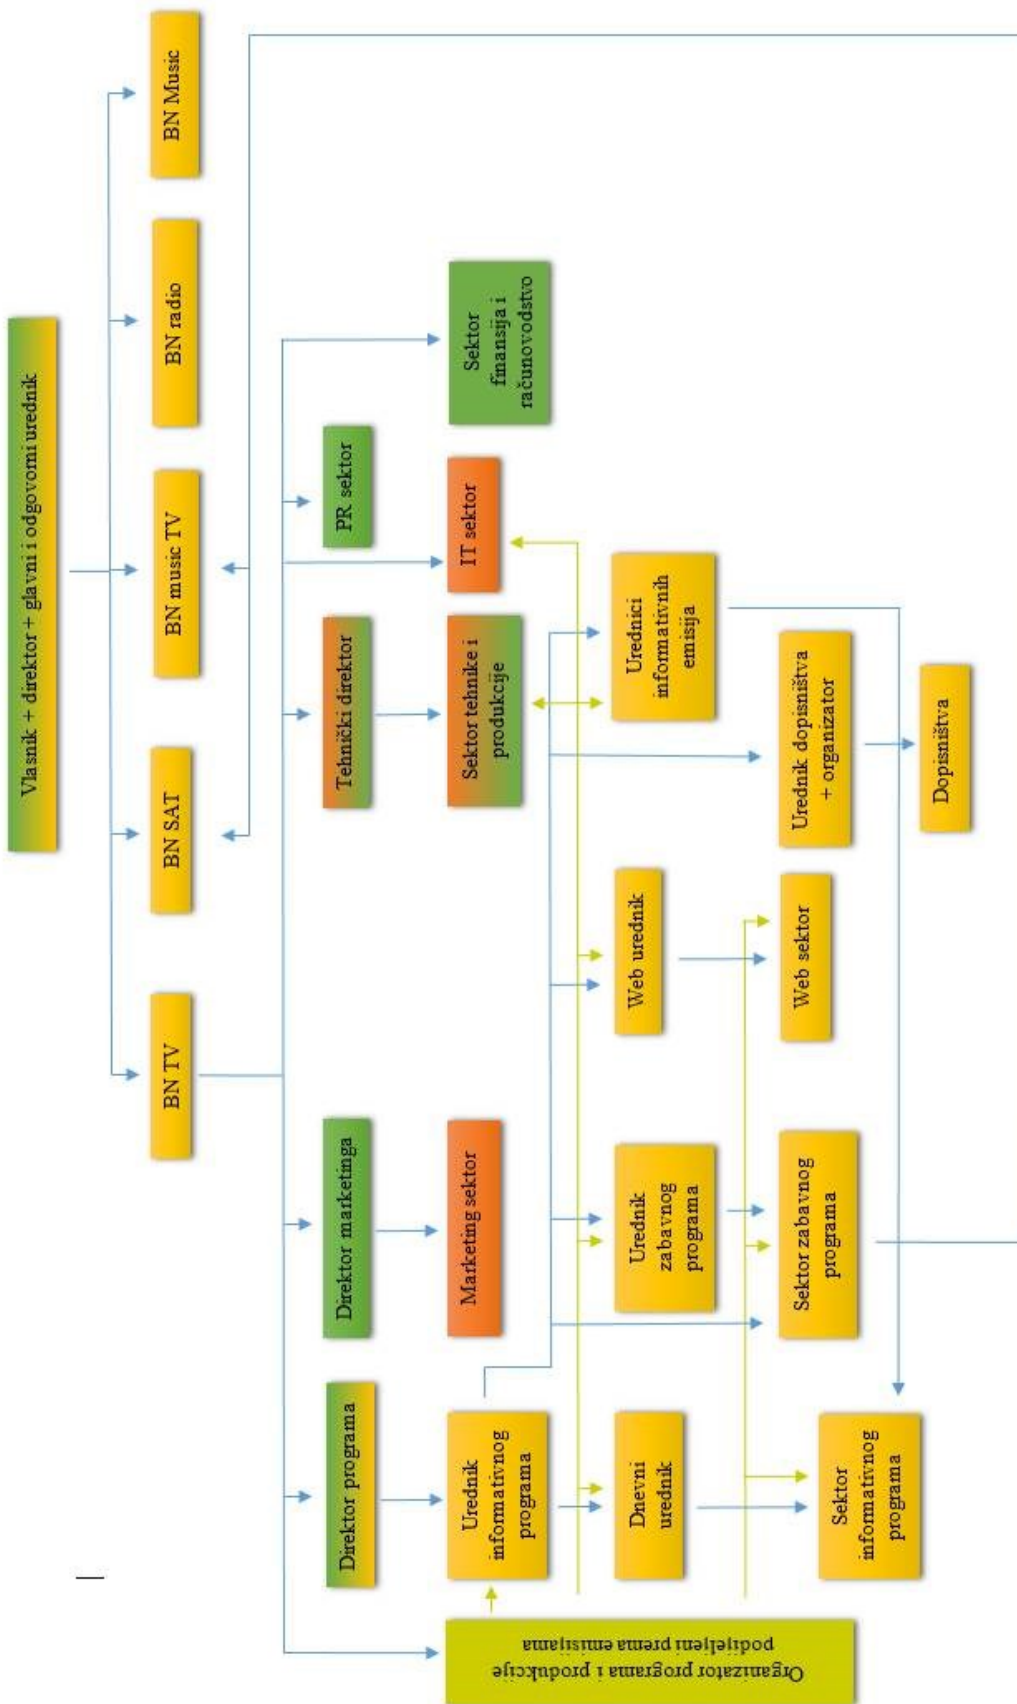 Vlasnik + direktor + glavni i odgovorni urednik
BN TV
BN SAT
BN music TV
BN radio
BN Music
Direktor programa
Direktor marketinga
Tehnički direktor
PR sektor
Urednik
informativnog
programa
Marketing sektor
Sektor tehnike i
produkcije
IT sektor
Sektor
finansija i
računovodstvo
Organizator programa i produkcije
podijeljeni prema emisijama
Dnevni
urednik
Urednik
zabavnog
programa
Web urednik
Urednici
informativnih
emisija
Sektor
informativnog
programa
Sektor zabavnog
programa
Web sektor
Urednik dopisništva
+ organizator
Dopisništva